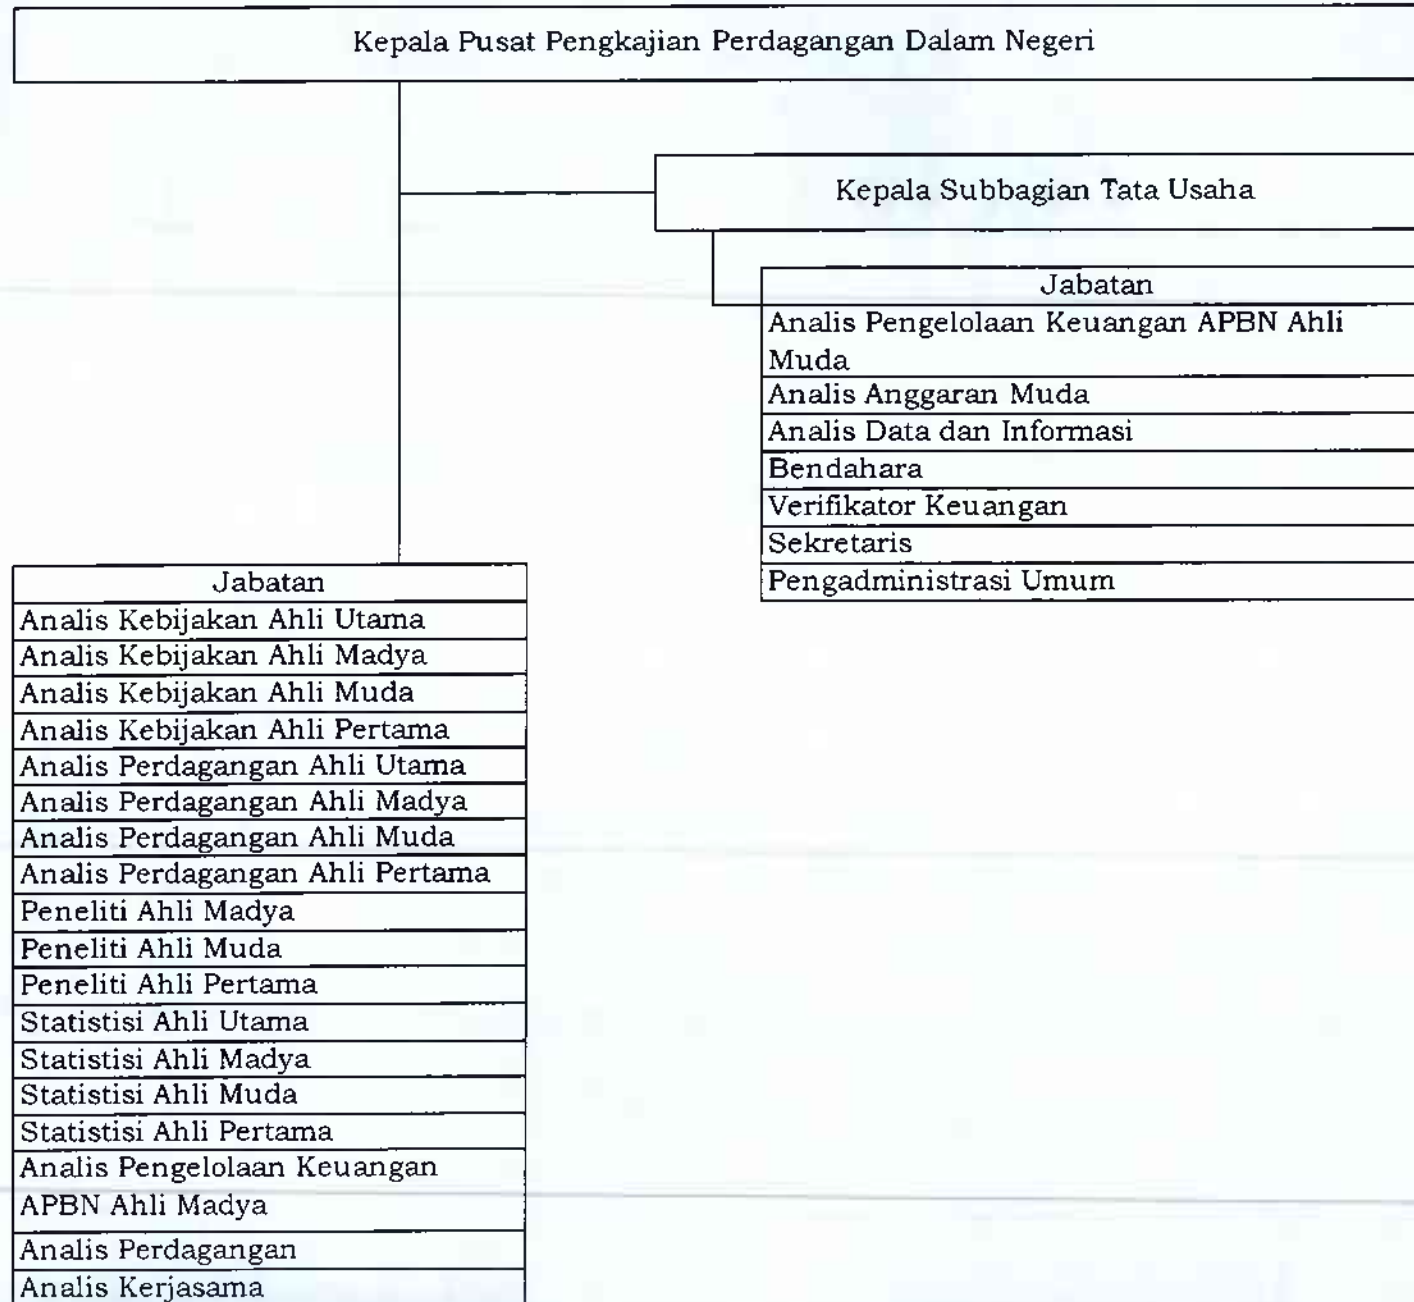 Kepala Pusat Pengkajian Perdagangan Dalam Negeri
Kepala Subbagian Tata Usaha
Jabatan
Analis Pengelolaan Keuangan APBN Ahli
Muda
Analis Anggaran Muda
Analis Data dan Informasi
Bendahara
Verifikator Keuangan
Sekretaris
Pengadministrasi Umum
Jabatan
Analis Kebijakan Ahli Utama
Analis Kebijakan Ahli Madya
Analis Kebijakan Ahli Muda
Analis Kebijakan Ahli Pertama
Analis Perdagangan Ahli Utama
Analis Perdagangan Ahli Madya
Analis Perdagangan Ahli Muda
Analis Perdagangan Ahli Pertama
Peneliti Ahli Madya
Peneliti Ahli Muda
Peneliti Ahli Pertama
Statistisi Ahli Utama
Statistisi Ahli Madya
Statistisi Ahli Muda
Statistisi Ahli Pertama
Analis Pengelolaan Keuangan
APBN Ahli Madya
Analis Perdagangan
Analis Kerjasama